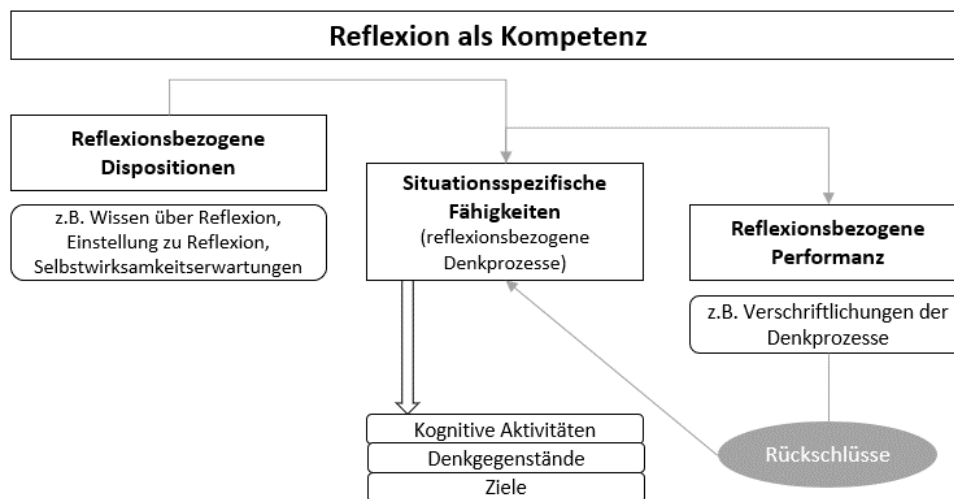 Reflexion als Kompetenz
Reflexionsbezogene
Dispositionen
z.B. Wissen über Reflexion,
Einstellung zu Reflexion,
Selbstwirksamkeitserwartungen
Situationsspezifische
Fähigkeiten
(reflexionsbezogene
Denkprozesse)
Reflexionsbezogene
Performanz
z.B. Verschriftlichungen der
Denkprozesse
Kognitive Aktivitäten
Denkgegenstände
Ziele
Rückschlüsse